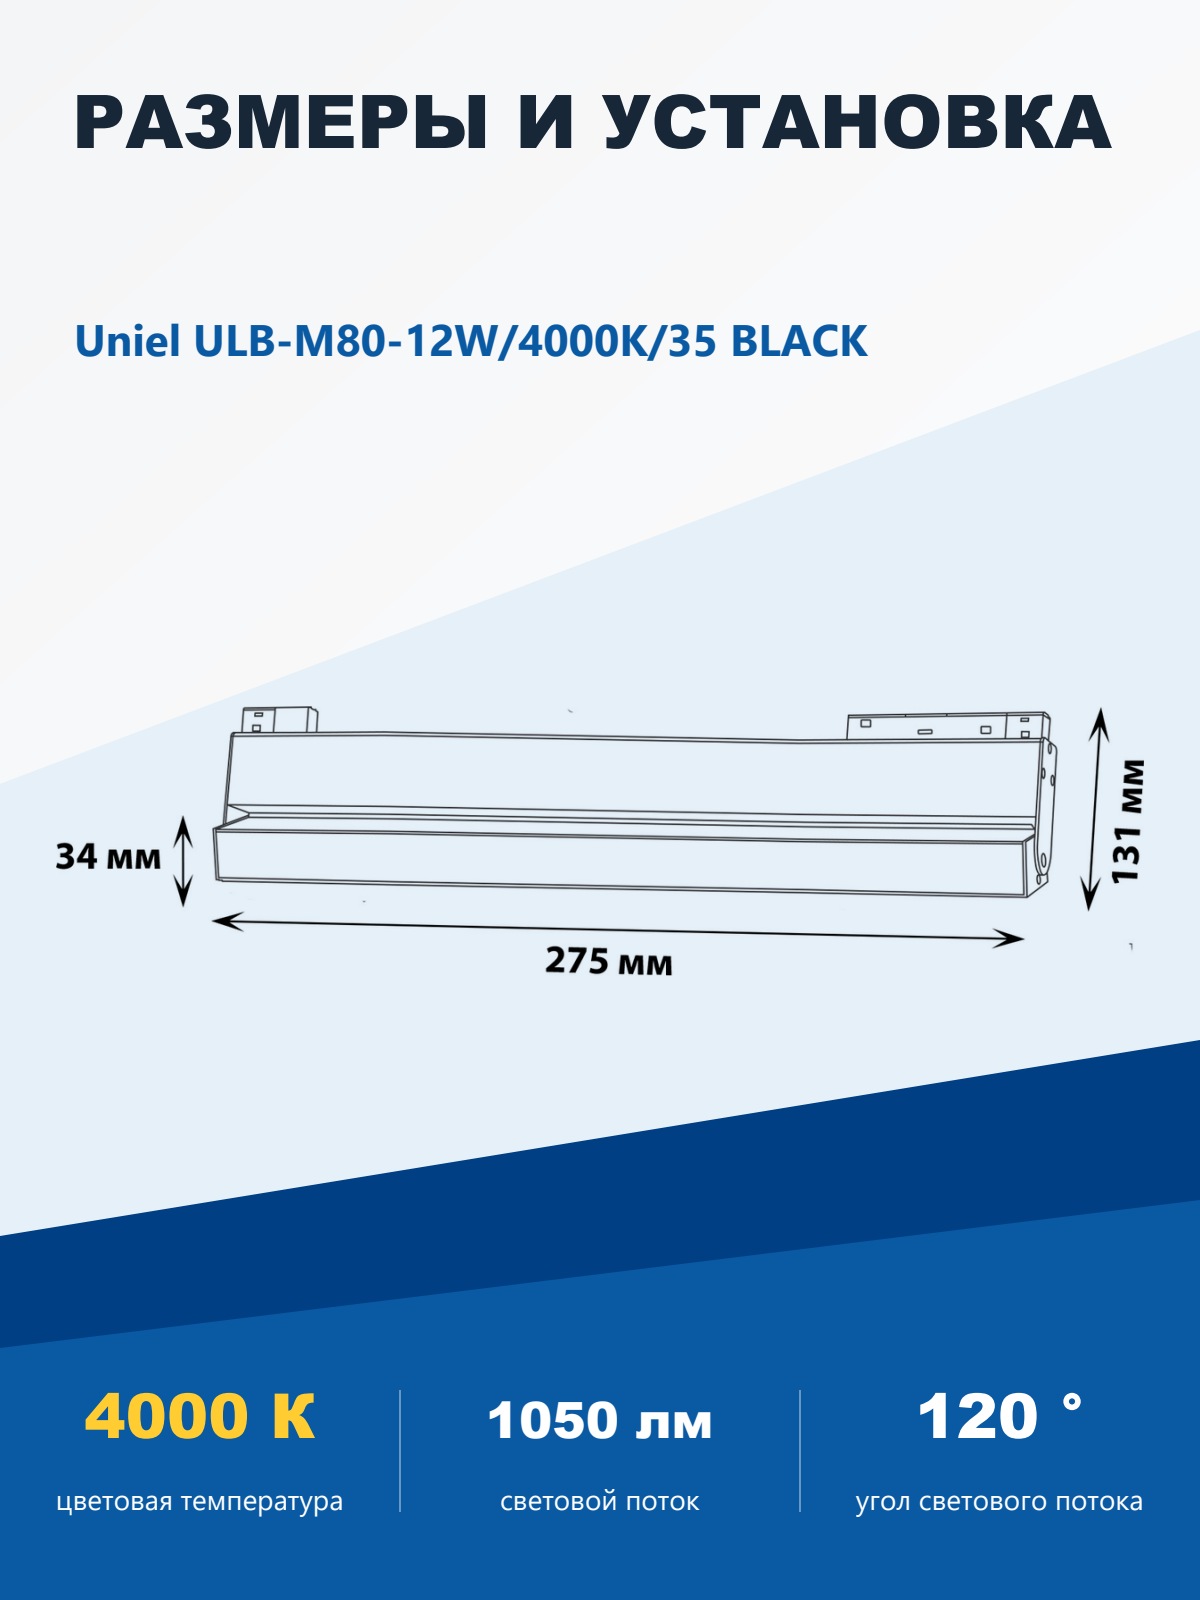 РАЗМЕРЫ И УСТАНОВКА
Uniel ULB-M80-12W/4000K/35 BLACK
34 мм
131 мм
275 мм
4000 К
цветовая температура
1050 лм
световой поток
120 °
угол светового потока